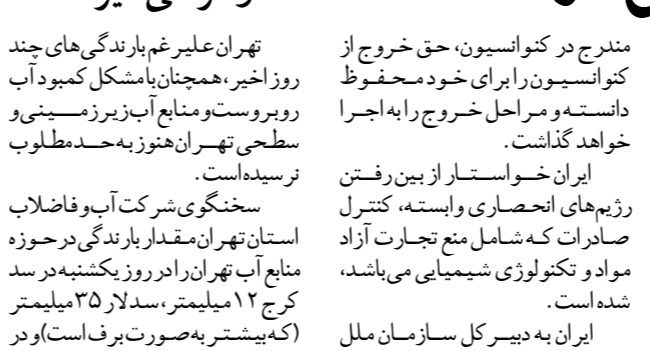 مندرج در کنوانسیون، حق خروج از
کنوانسیون را برای خود محفوظ
دانسته و مراحل خروج را به اجرا
خواهد گذاشت.
ایران خواستار از بین رفتن
رژیم‌های انحصاری وابسته، کنترل
صادرات که شامل منع تجارت آزاد
مواد و تکنولوژی شیمیایی می‌باشد،
شده است.
ایران به دبیر کل سازمان ملل
تهران علیرغم بارندگی‌های چند
روز اخیر، همچنان با مشکل کمبود آب
روبروست و منابع آب زیرزمینی و
سطحی تهران هنوز به حد مطلوب
نرسیده است.
سخنگوی شرکت آب و فاضلاب
استان تهران مقدار بارندگی در حوزه
منابع آب تهران را در روز یکشنبه در سد
کرج ۱۲ میلیمتر، سد لار ۳۵ میلیمتر
(که بیشتر به صورت برف است) و در